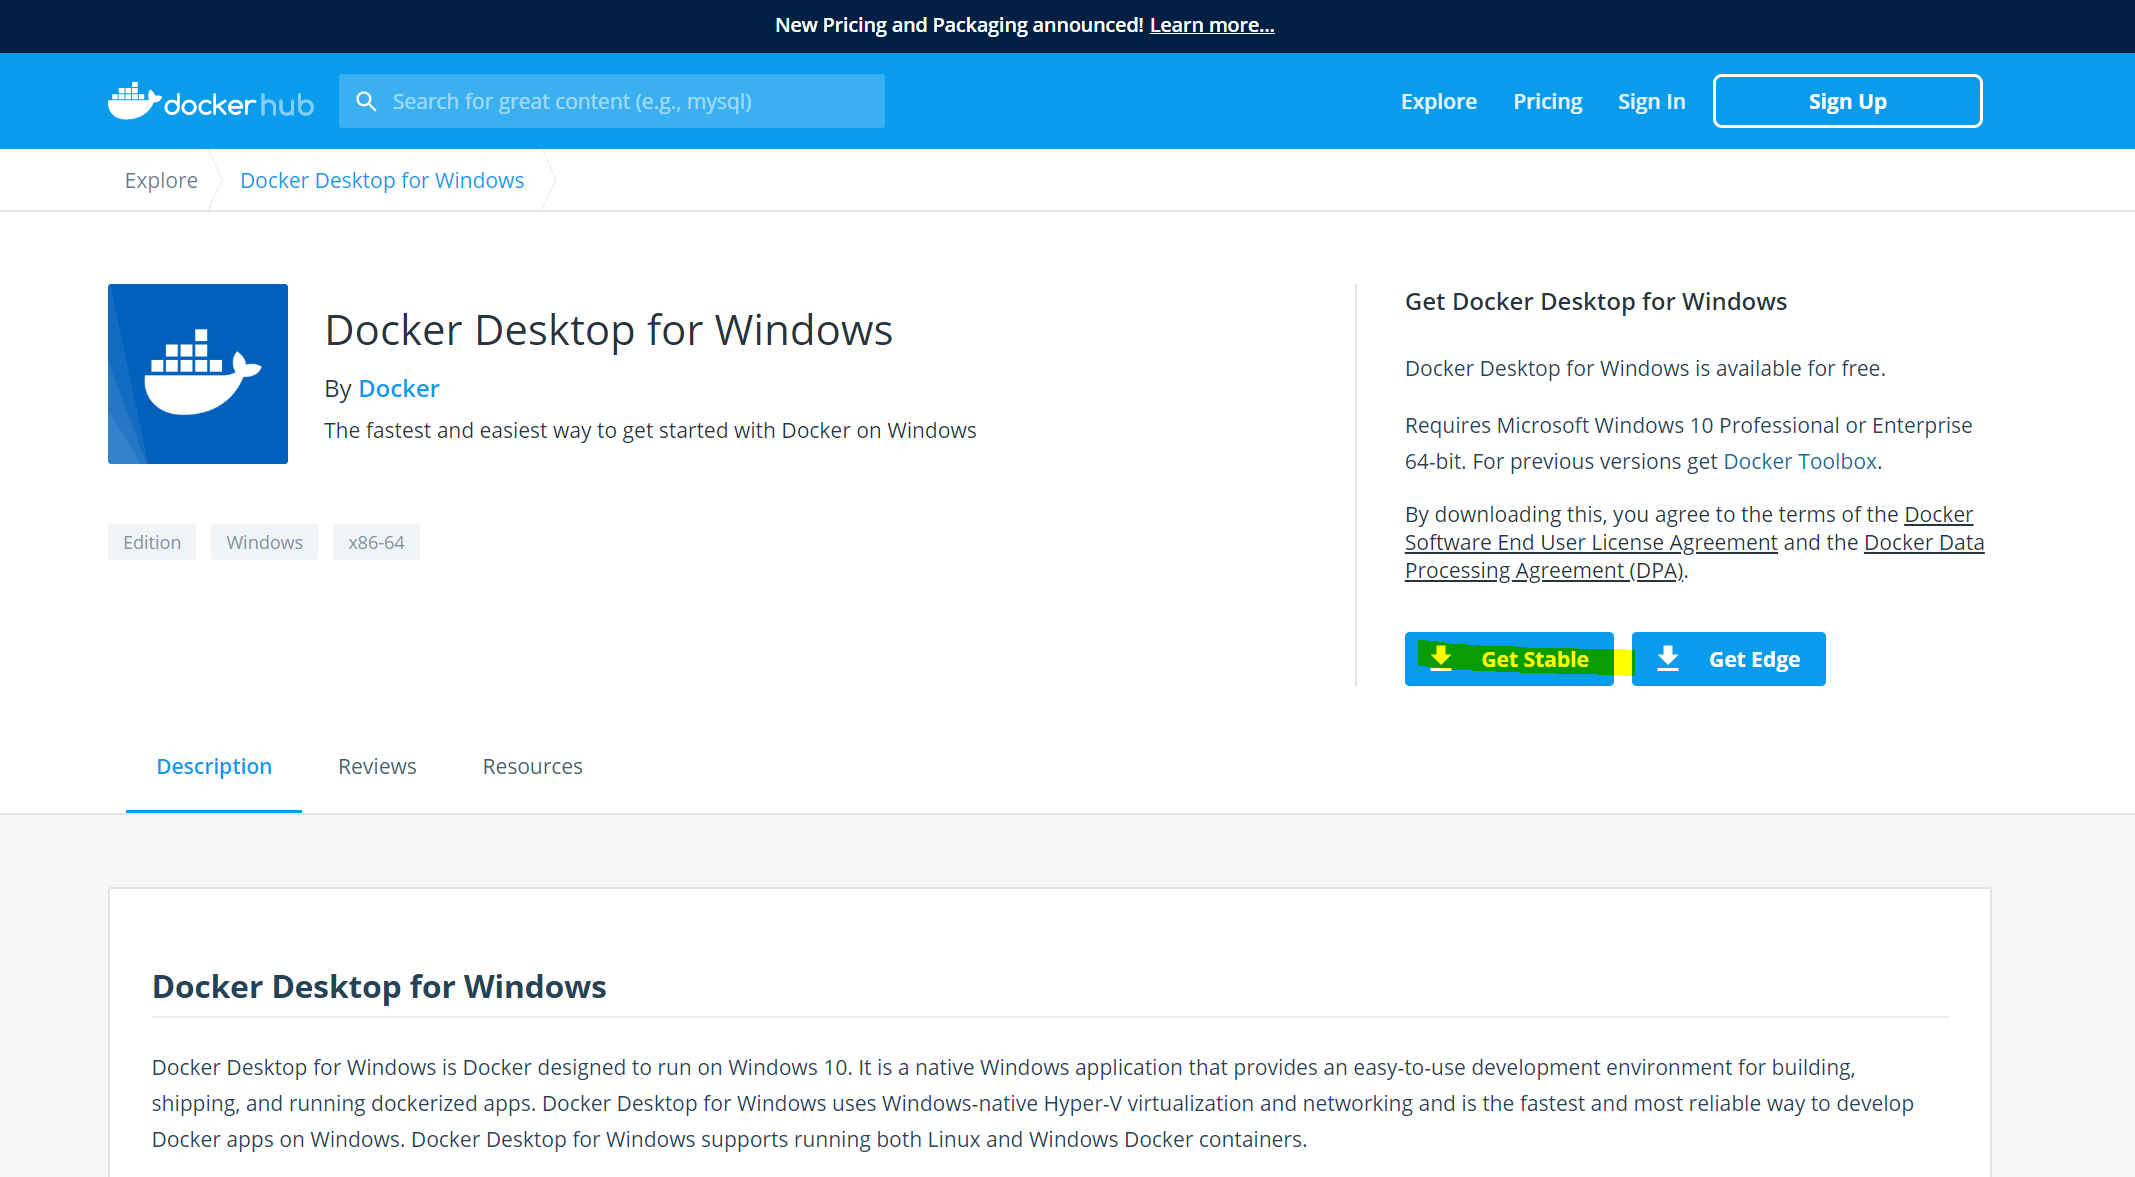 New Pricing and Packaging announced! Learn more...
docker hub
Search for great content (e.g., mysql)
Explore
Pricing
Sign In
Sign Up
Explore
Docker Desktop for Windows
Docker Desktop for Windows
By Docker
The fastest and easiest way to get started with Docker on Windows
Edition
Windows
x86-64
Get Docker Desktop for Windows
Docker Desktop for Windows is available for free.
Requires Microsoft Windows 10 Professional or Enterprise
64-bit. For previous versions get Docker Toolbox.
By downloading this, you agree to the terms of the Docker
Software End User License Agreement and the Docker Data
Processing Agreement (DPA).
Get Stable
Get Edge
Description
Reviews
Resources
Docker Desktop for Windows
Docker Desktop for Windows is Docker designed to run on Windows 10. It is a native Windows application that provides an easy-to-use development environment for building,
shipping, and running dockerized apps. Docker Desktop for Windows uses Windows-native Hyper-V virtualization and networking and is the fastest and most reliable way to develop
Docker apps on Windows. Docker Desktop for Windows supports running both Linux and Windows Docker containers.